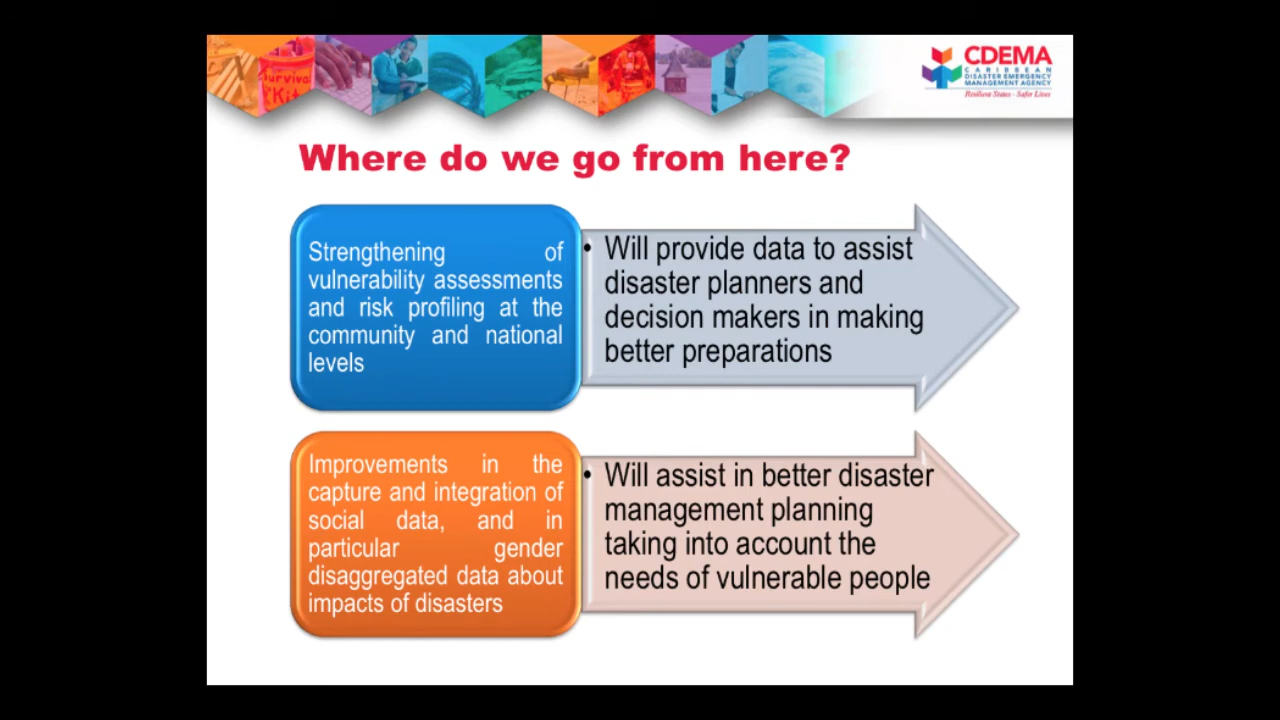 Survival
Kit
CDEMA
CARIBBEAN
DISASTER EMERGENCY
MANAGEMENT AGENCY
Resilient States - Safer Lives
Where do we go from here?
Strengthening of
vulnerability assessments
and risk profiling at the
community and national
levels
• Will provide data to assist
disaster planners and
decision makers in making
better preparations
Improvements in the
capture and integration of
social data, and in
particular gender
disaggregated data about
impacts of disasters
• Will assist in better disaster
management planning
taking into account the
needs of vulnerable people